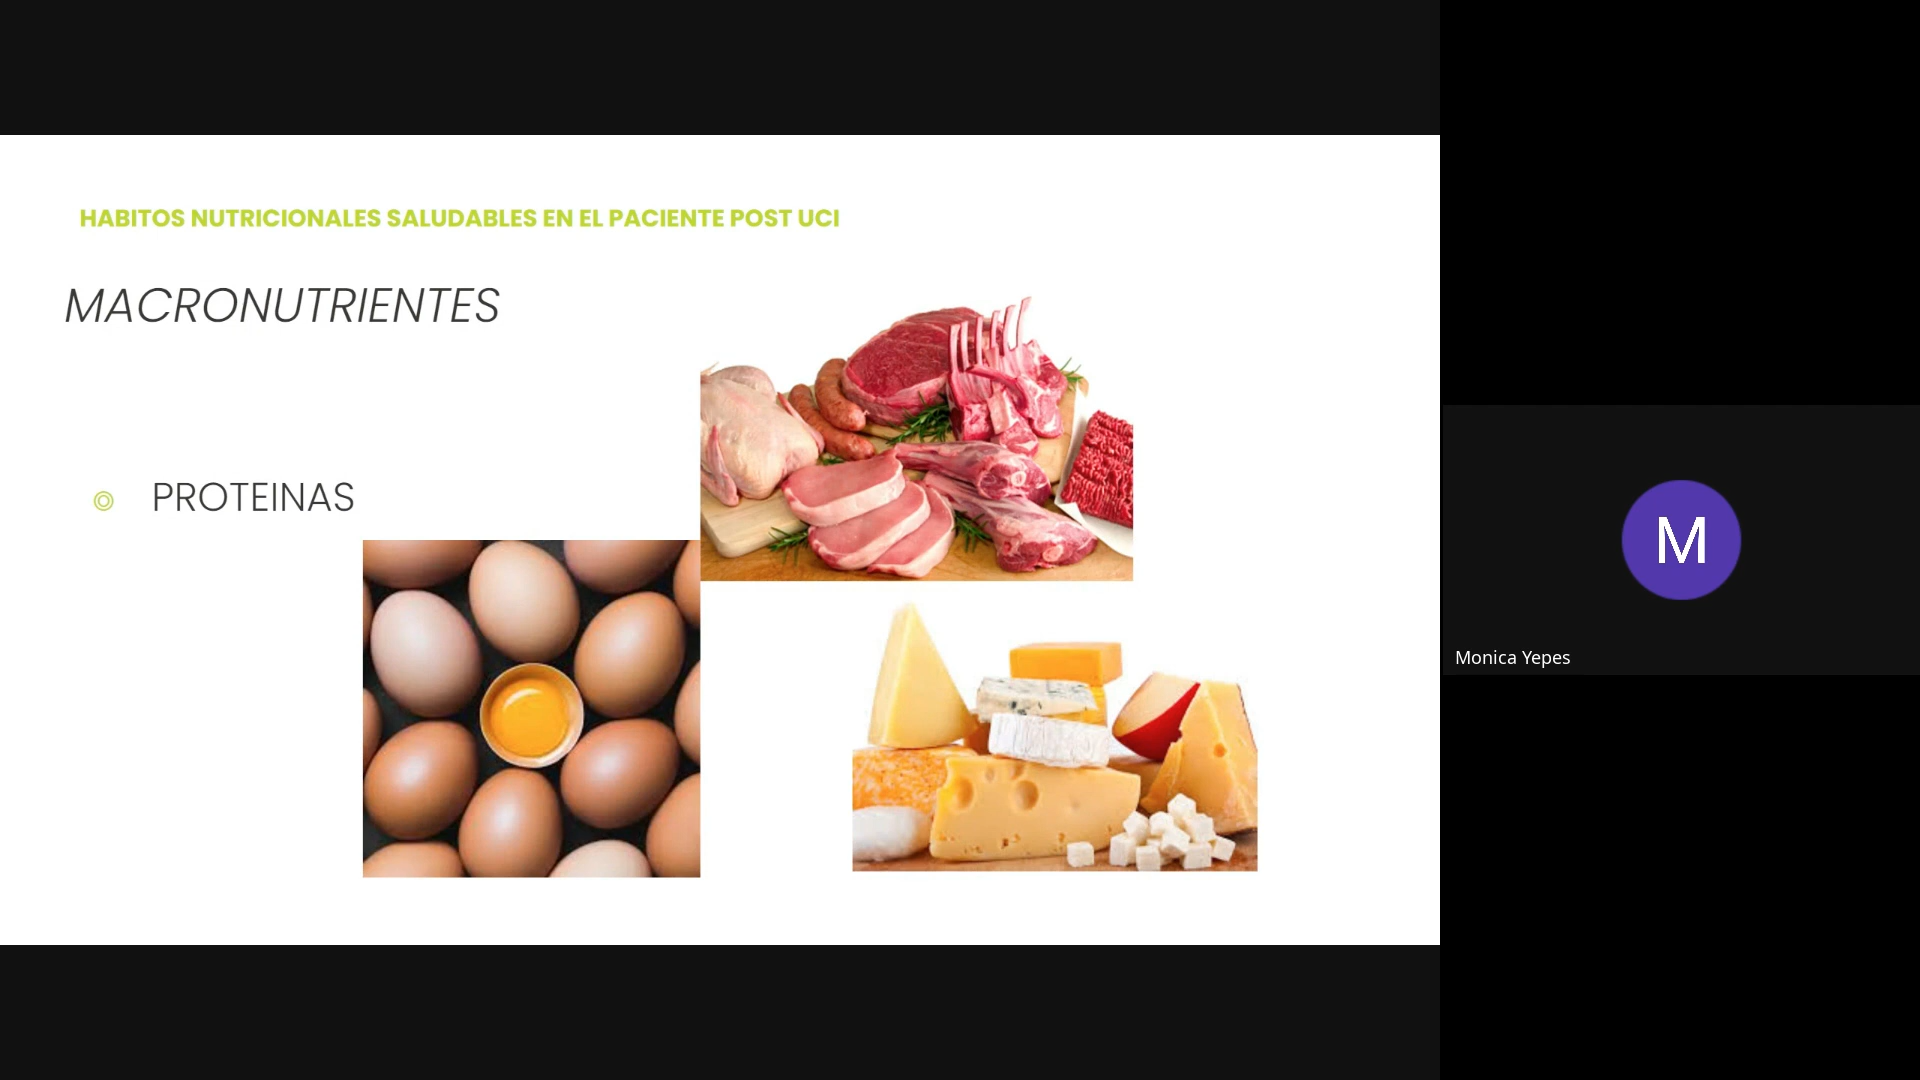 HABITOS NUTRICIONALES SALUDABLES EN EL PACIENTE POST UCI
MACRONUTRIENTES
PROTEINAS
M
Monica Yepes